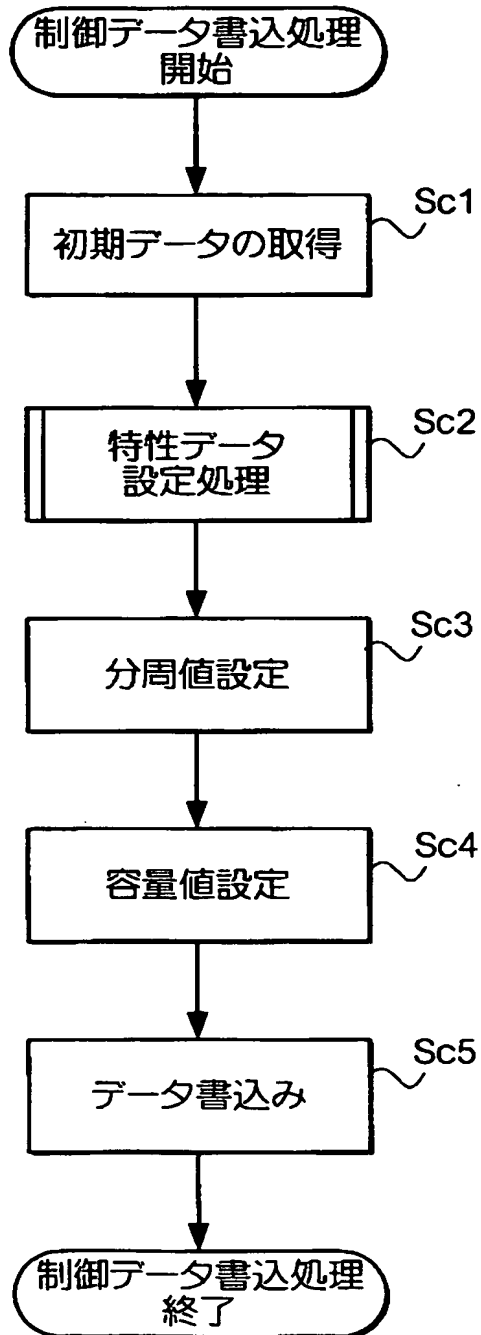 制御データ書込処理
開始
Sc1
初期データの取得
Sc2
特性データ
設定処理
Sc3
分周値設定
Sc4
容量値設定
Sc5
データ書込み
制御データ書込処理
終了